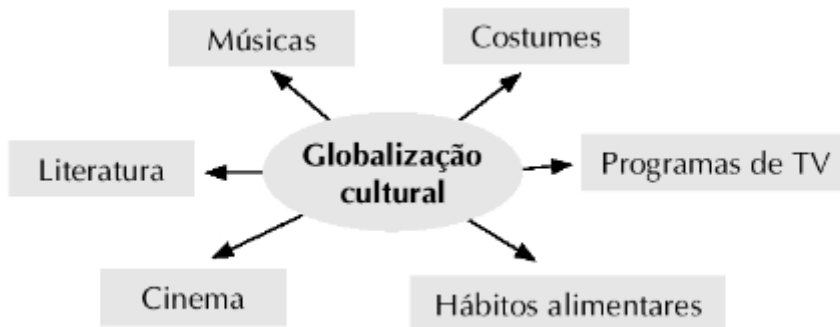 Músicas
Costumes
Literatura
Globalização
cultural
Programas de TV
Cinema
Hábitos alimentares